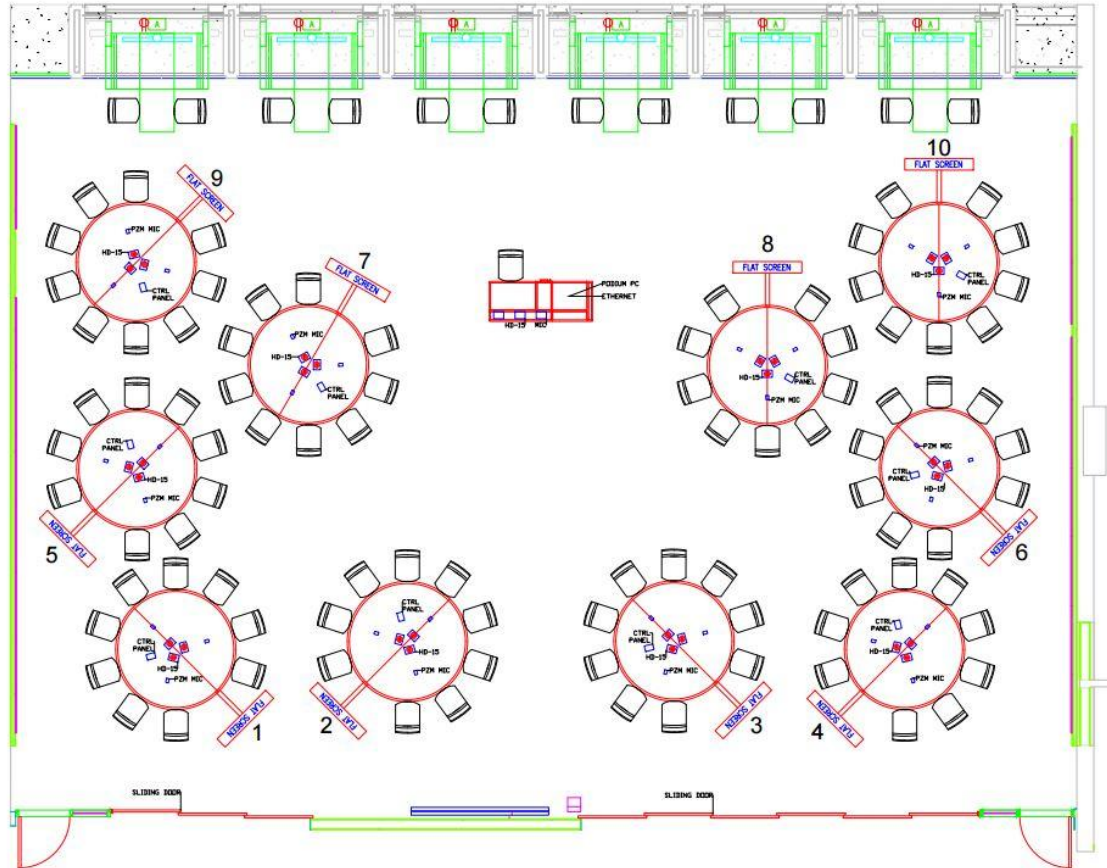 A A A A A A
10
FLAT SCREEN
9
FLAT SCREEN
PZM MIC
HD-15
CTRL
PANEL
HD-15
CTRL
PANEL
PZM MIC
7
FLAT SCREEN
PZM MIC
HD-15
CTRL
PANEL
PODIUM PC
ETHERNET
HD-15 MIC
8
FLAT SCREEN
HD-15
CTRL
PANEL
PZM MIC
CTRL
PANEL
HD-15
PZM MIC
FLAT SCREEN
5
PZM MIC
CTRL
PANEL
HD-15
FLAT SCREEN
6
CTRL
PANEL
HD-15
PZM MIC
FLAT SCREEN
1
CTRL
PANEL
HD-15
PZM MIC
FLAT SCREEN
2
CTRL
PANEL
HD-15
PZM MIC
FLAT SCREEN
3
CTRL
PANEL
HD-15
PZM MIC
FLAT SCREEN
4
SLIDING DOOR
SLIDING DOOR